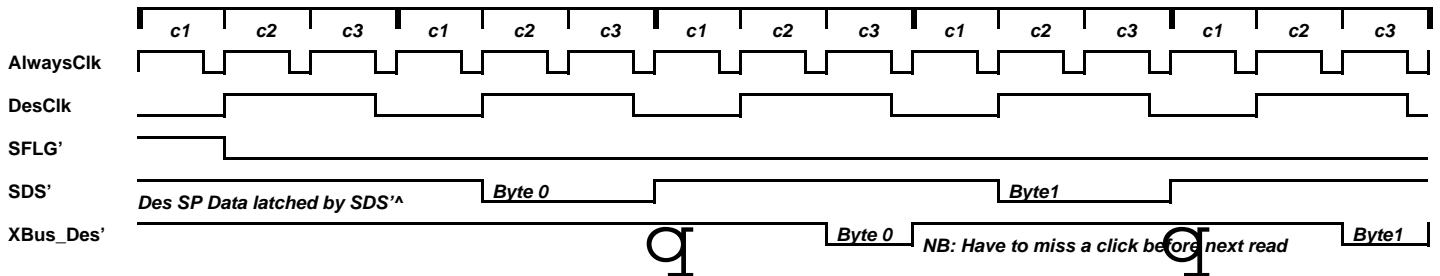 c1 c2 c3 c1 c2 c3 c1 c2 c3 c1 c2 c3 c1 c2 c3
AlwaysClk
DesClk
SFLG'
SDS' Byte 0 Byte1
Des SP Data latched by SDS'^
XBus_Des' Byte 0 NB: Have to miss a click before next read Byte1